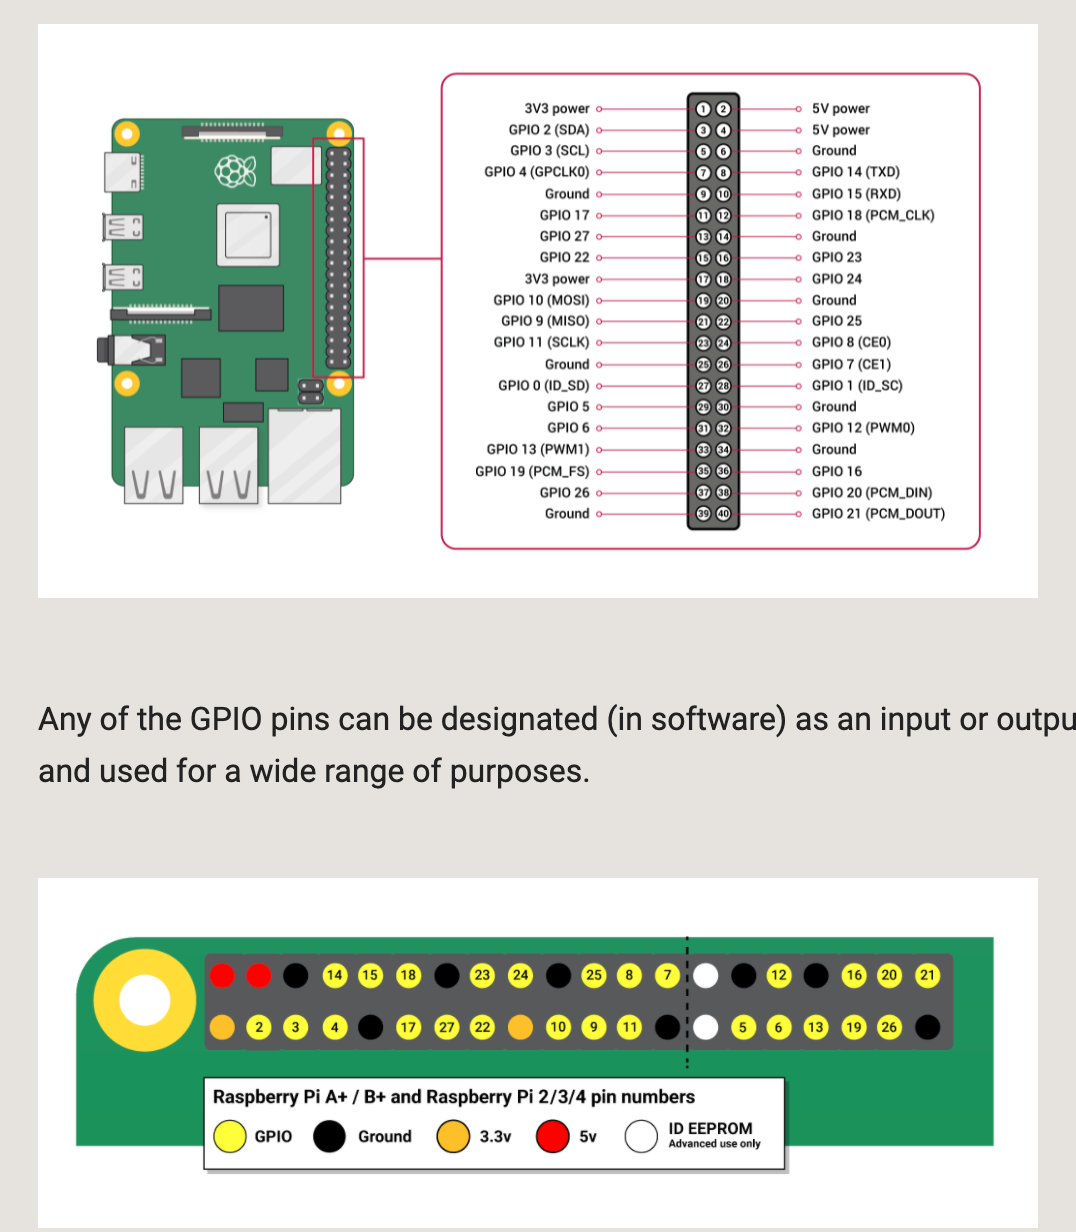 3V3 power 1 2 5V power
GPIO 2 (SDA) 3 4 5V power
GPIO 3 (SCL) 5 6 Ground
GPIO 4 (GPCLK0) 7 8 GPIO 14 (TXD)
Ground 9 10 GPIO 15 (RXD)
GPIO 17 11 12 GPIO 18 (PCM_CLK)
GPIO 27 13 14 Ground
GPIO 22 15 16 GPIO 23
3V3 power 17 18 GPIO 24
GPIO 10 (MOSI) 19 20 Ground
GPIO 9 (MISO) 21 22 GPIO 25
GPIO 11 (SCLK) 23 24 GPIO 8 (CE0)
Ground 25 26 GPIO 7 (CE1)
GPIO 0 (ID_SD) 27 28 GPIO 1 (ID_SC)
GPIO 5 29 30 Ground
GPIO 6 31 32 GPIO 12 (PWM0)
GPIO 13 (PWM1) 33 34 Ground
GPIO 19 (PCM_FS) 35 36 GPIO 16
GPIO 26 37 38 GPIO 20 (PCM_DIN)
Ground 39 40 GPIO 21 (PCM_DOUT)
Any of the GPIO pins can be designated (in software) as an input or outpu
and used for a wide range of purposes.
14 15 18 23 24 25 8 7 12 16 20 21
2 3 4 17 27 22 10 9 11 5 6 13 19 26
Raspberry Pi A+ / B+ and Raspberry Pi 2/3/4 pin numbers
GPIO Ground 3.3v 5v ID EEPROM
Advanced use only